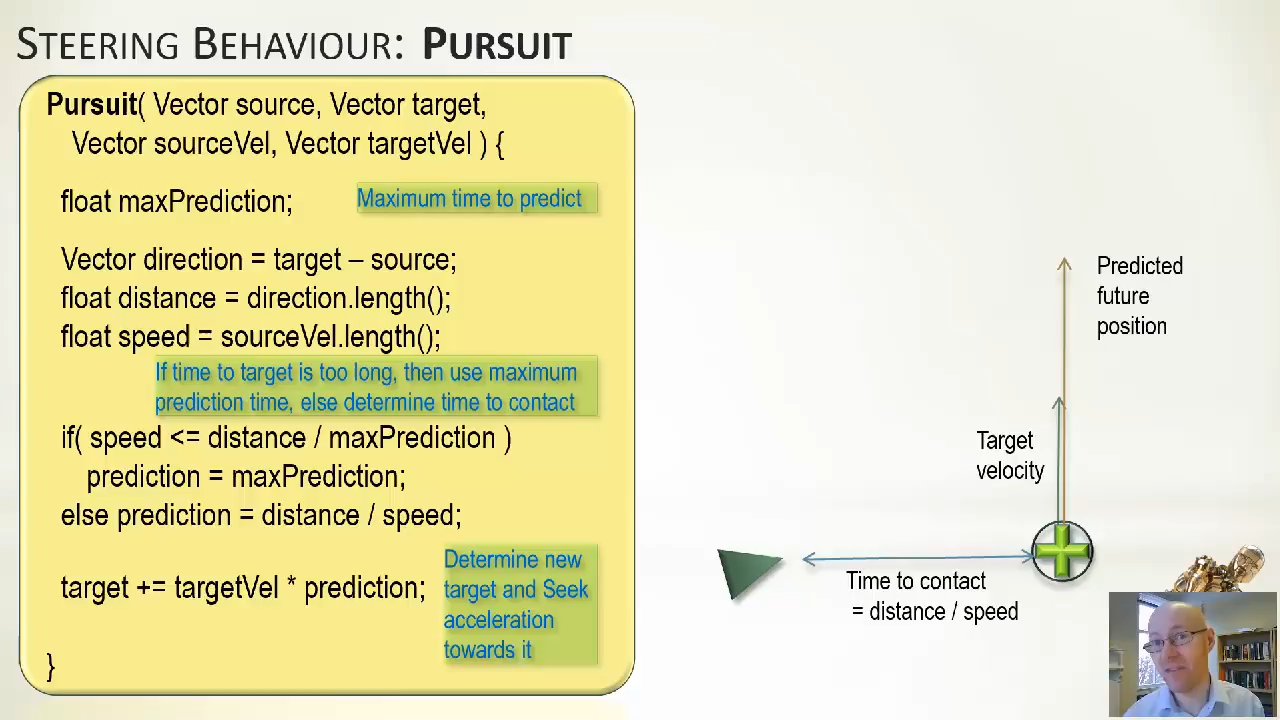 STEERING BEHAVIOUR: PURSUIT
Pursuit( Vector source, Vector target,
Vector sourceVel, Vector targetVel ) {
float maxPrediction;
Maximum time to predict
Vector direction = target – source;
float distance = direction.length();
float speed = sourceVel.length();
If time to target is too long, then use maximum
prediction time, else determine time to contact
if( speed <= distance / maxPrediction )
prediction = maxPrediction;
else prediction = distance / speed;
target += targetVel * prediction;
Determine new
target and Seek
acceleration
towards it
}
Predicted
future
position
Target
velocity
Time to contact
= distance / speed